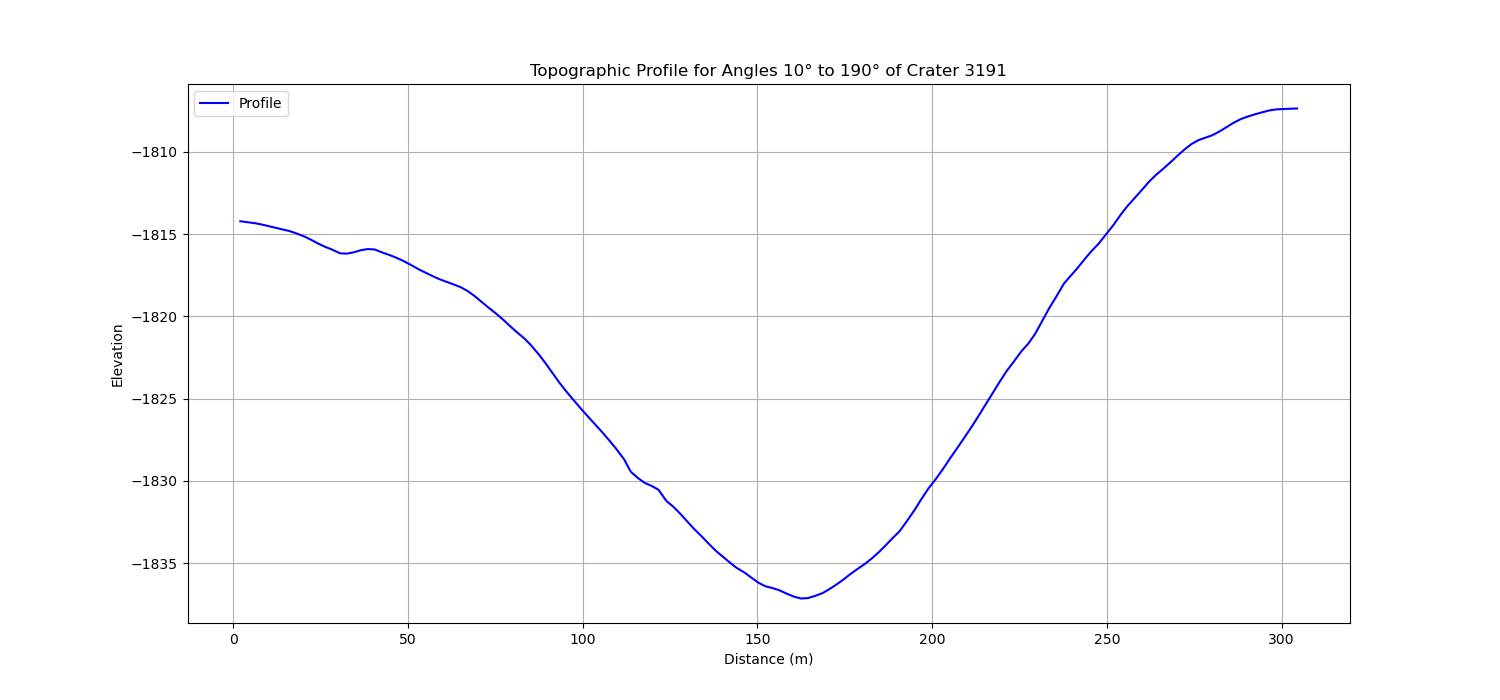 Topographic Profile for Angles 10° to 190° of Crater 3191
Profile
−1810
−1815
−1820
−1825
−1830
−1835
Elevation
0 50 100 150 200 250 300
Distance (m)